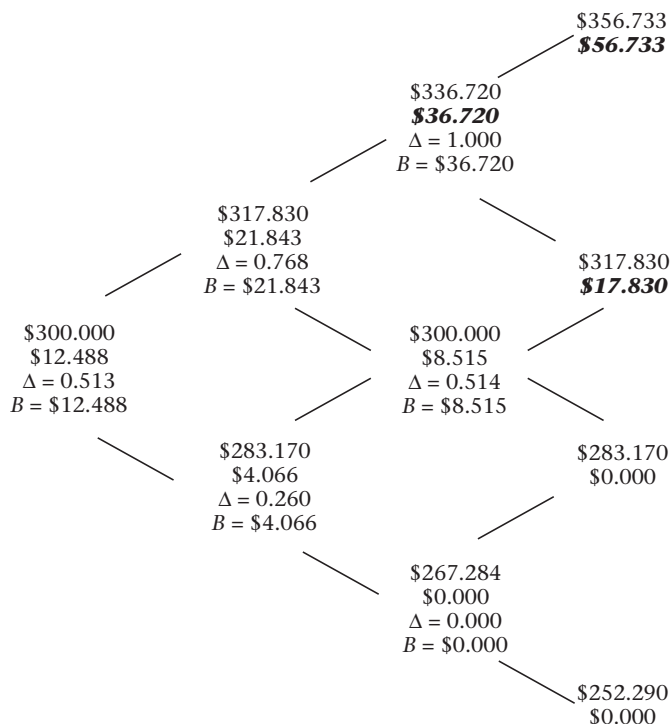 $356.733
$56.733
$336.720
$36.720
Δ = 1.000
B = $36.720
$317.830
$21.843
Δ = 0.768
B = $21.843
$317.830
$17.830
$300.000
$12.488
Δ = 0.513
B = $12.488
$300.000
$8.515
Δ = 0.514
B = $8.515
$283.170
$4.066
Δ = 0.260
B = $4.066
$283.170
$0.000
$267.284
$0.000
Δ = 0.000
B = $0.000
$252.290
$0.000